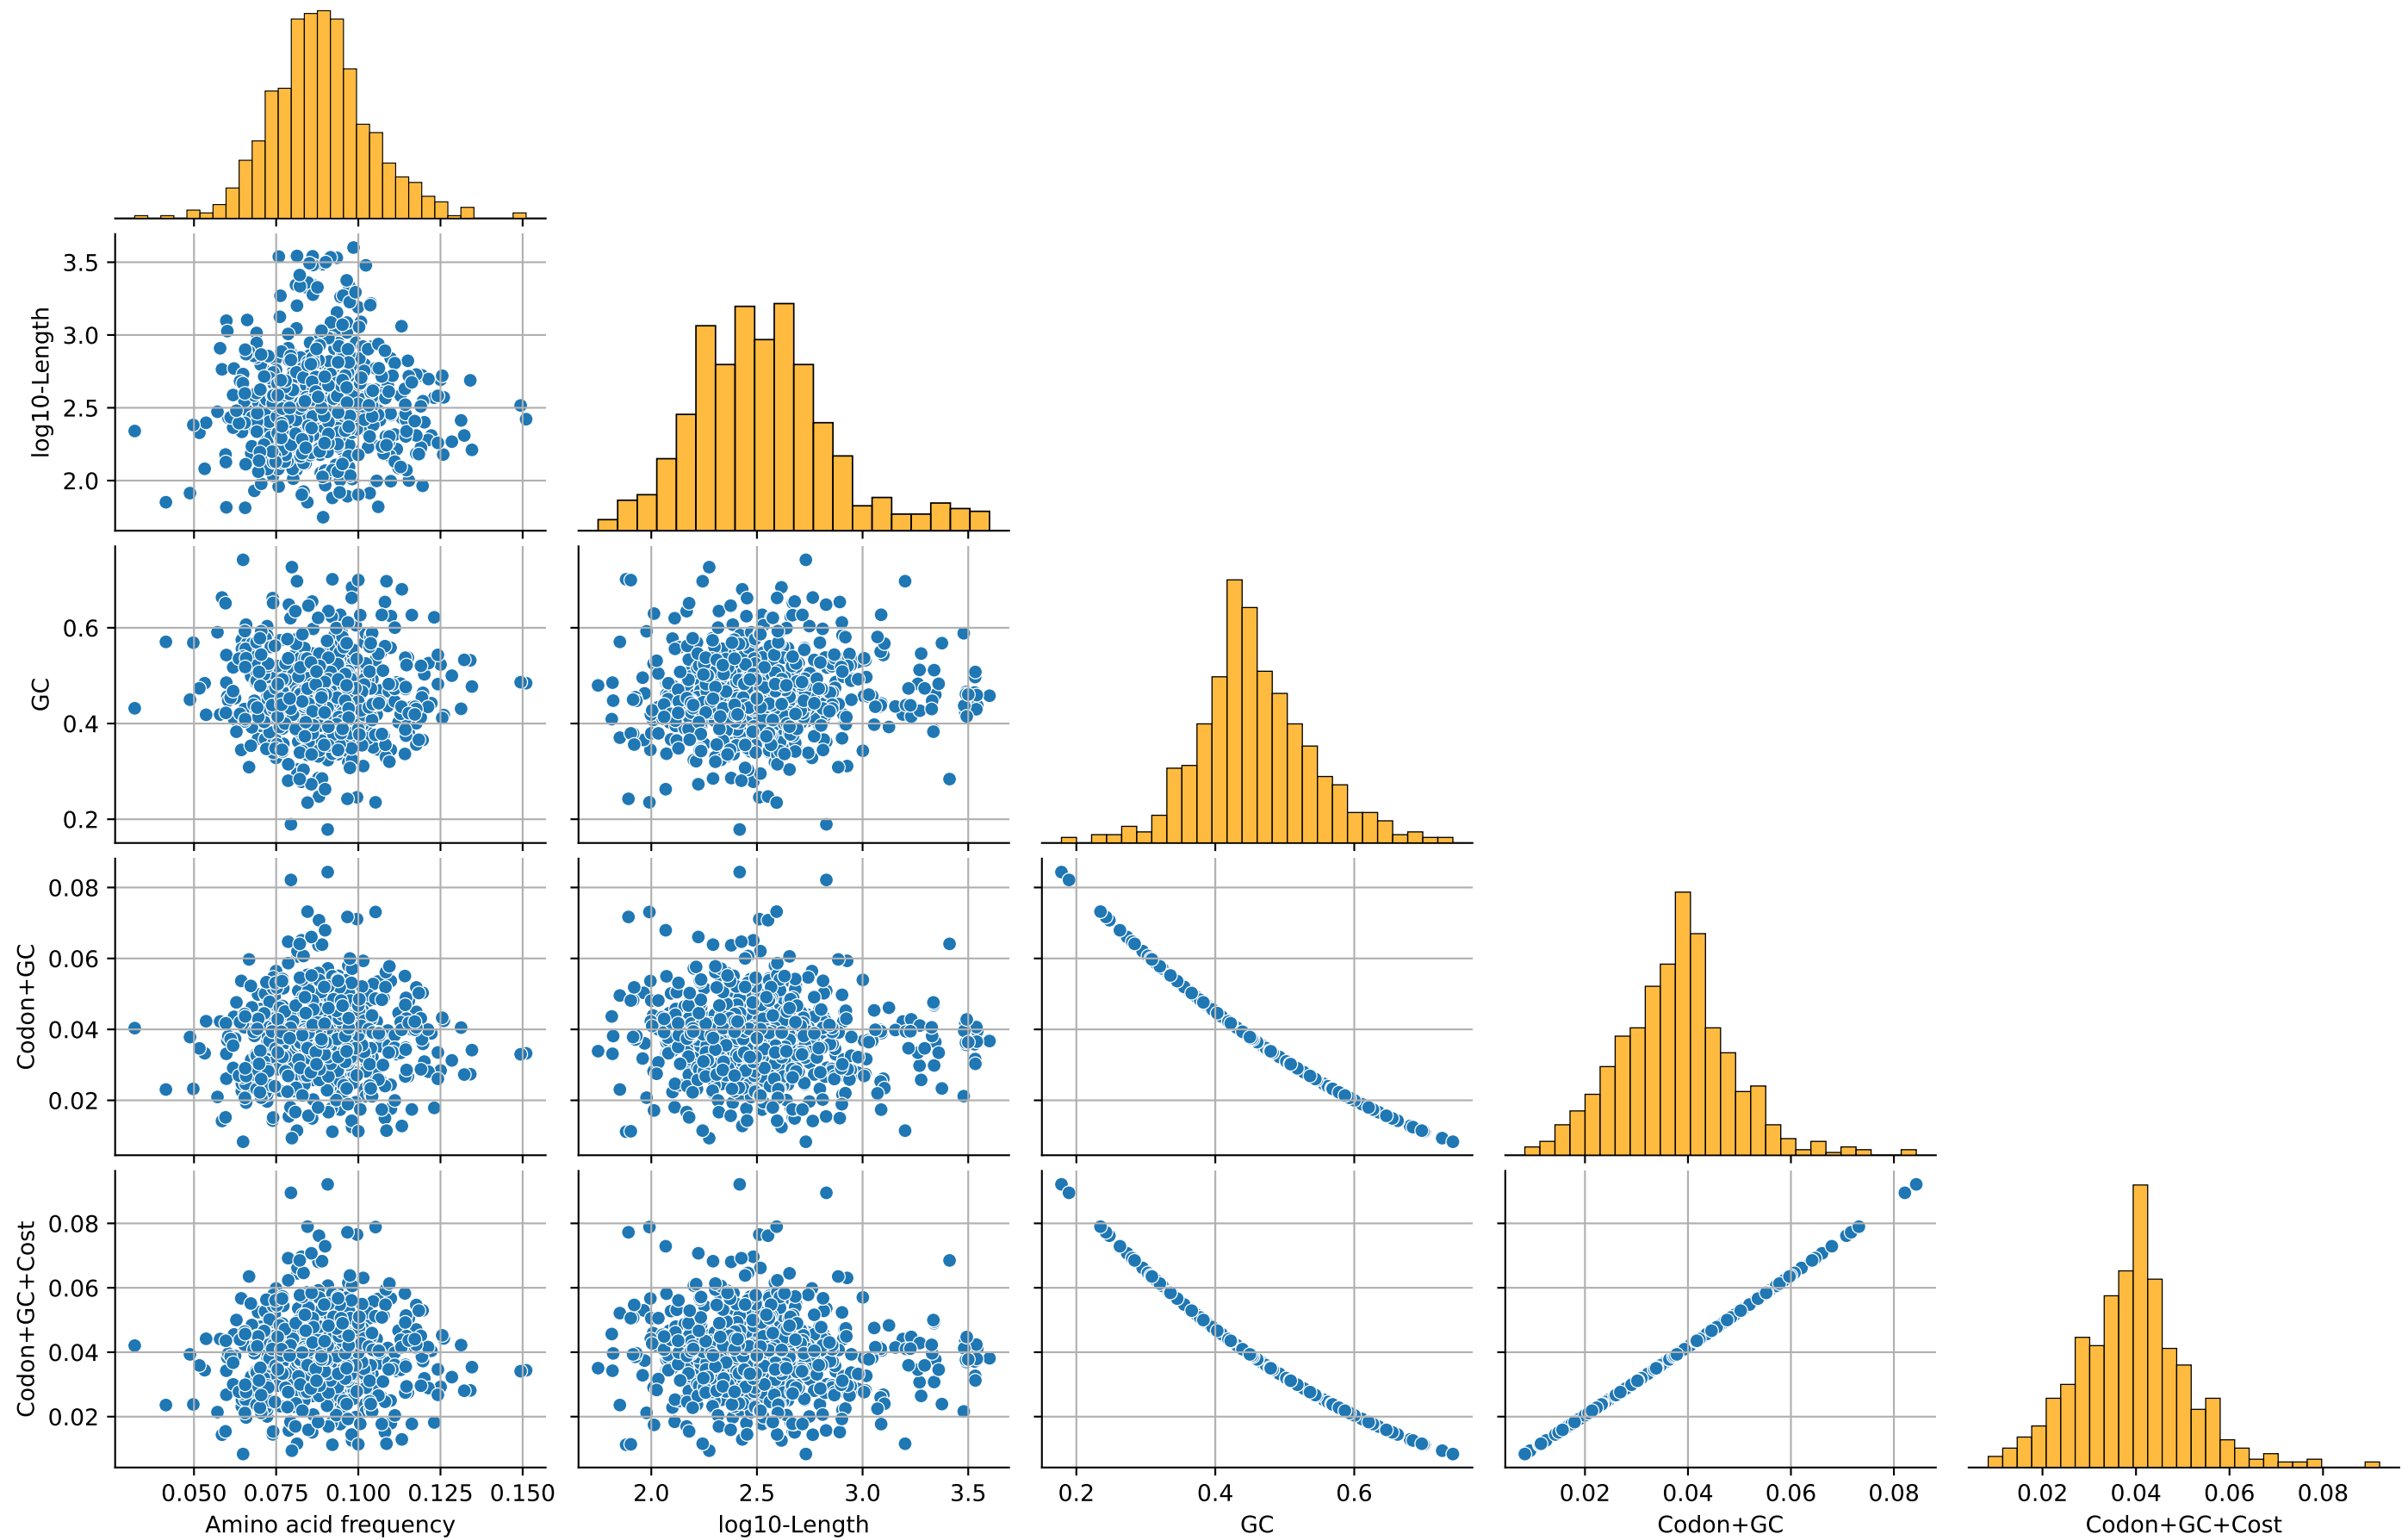 3.5
3.0
2.5
2.0
log10-Length
0.6
0.4
0.2
GC
0.08
0.06
0.04
0.02
Codon+GC
0.08
0.06
0.04
0.02
Codon+GC+Cost
0.050 0.075 0.100 0.125 0.150
Amino acid frequency
2.0 2.5 3.0 3.5
log10-Length
0.2 0.4 0.6
GC
0.02 0.04 0.06 0.08
Codon+GC
0.02 0.04 0.06 0.08
Codon+GC+Cost